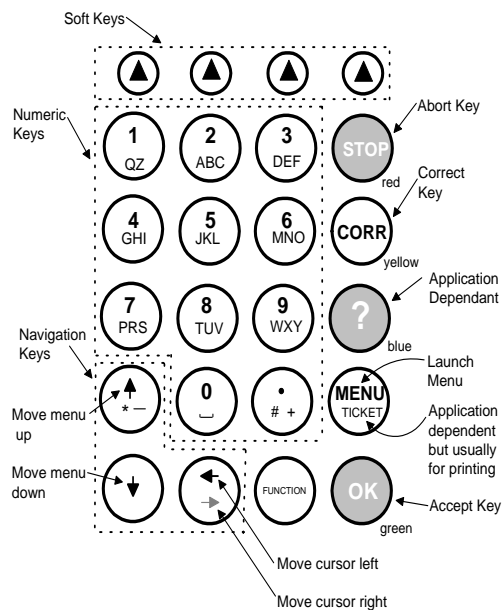 Soft Keys
Numeric
Keys
1
QZ
2
ABC
3
DEF
STOP
red
Abort Key
4
GHI
5
JKL
6
MNO
CORR
yellow
Correct
Key
7
PRS
8
TUV
9
WXY
?
blue
Application
Dependant
Navigation
Keys
* –
0
•
# +
MENU
TICKET
Launch
Menu
Application
dependent
but usually
for printing
Move menu
up
Move menu
down
FUNCTION
OK
green
Accept Key
Move cursor left
Move cursor right